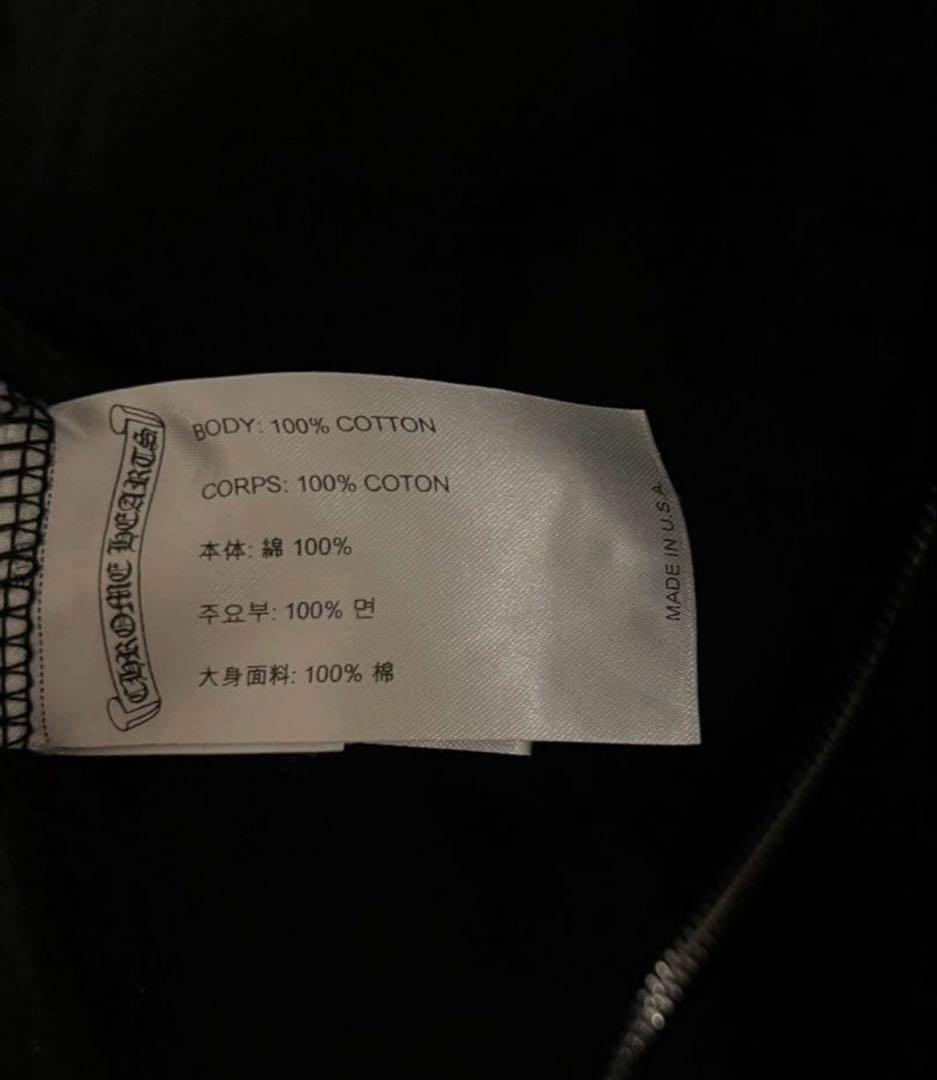 CHROME HEARTS
BODY: 100% COTTON
CORPS: 100% COTON
本体: 綿 100%
주요부: 100% 면
大身面料: 100% 棉
MADE IN U.S.A.